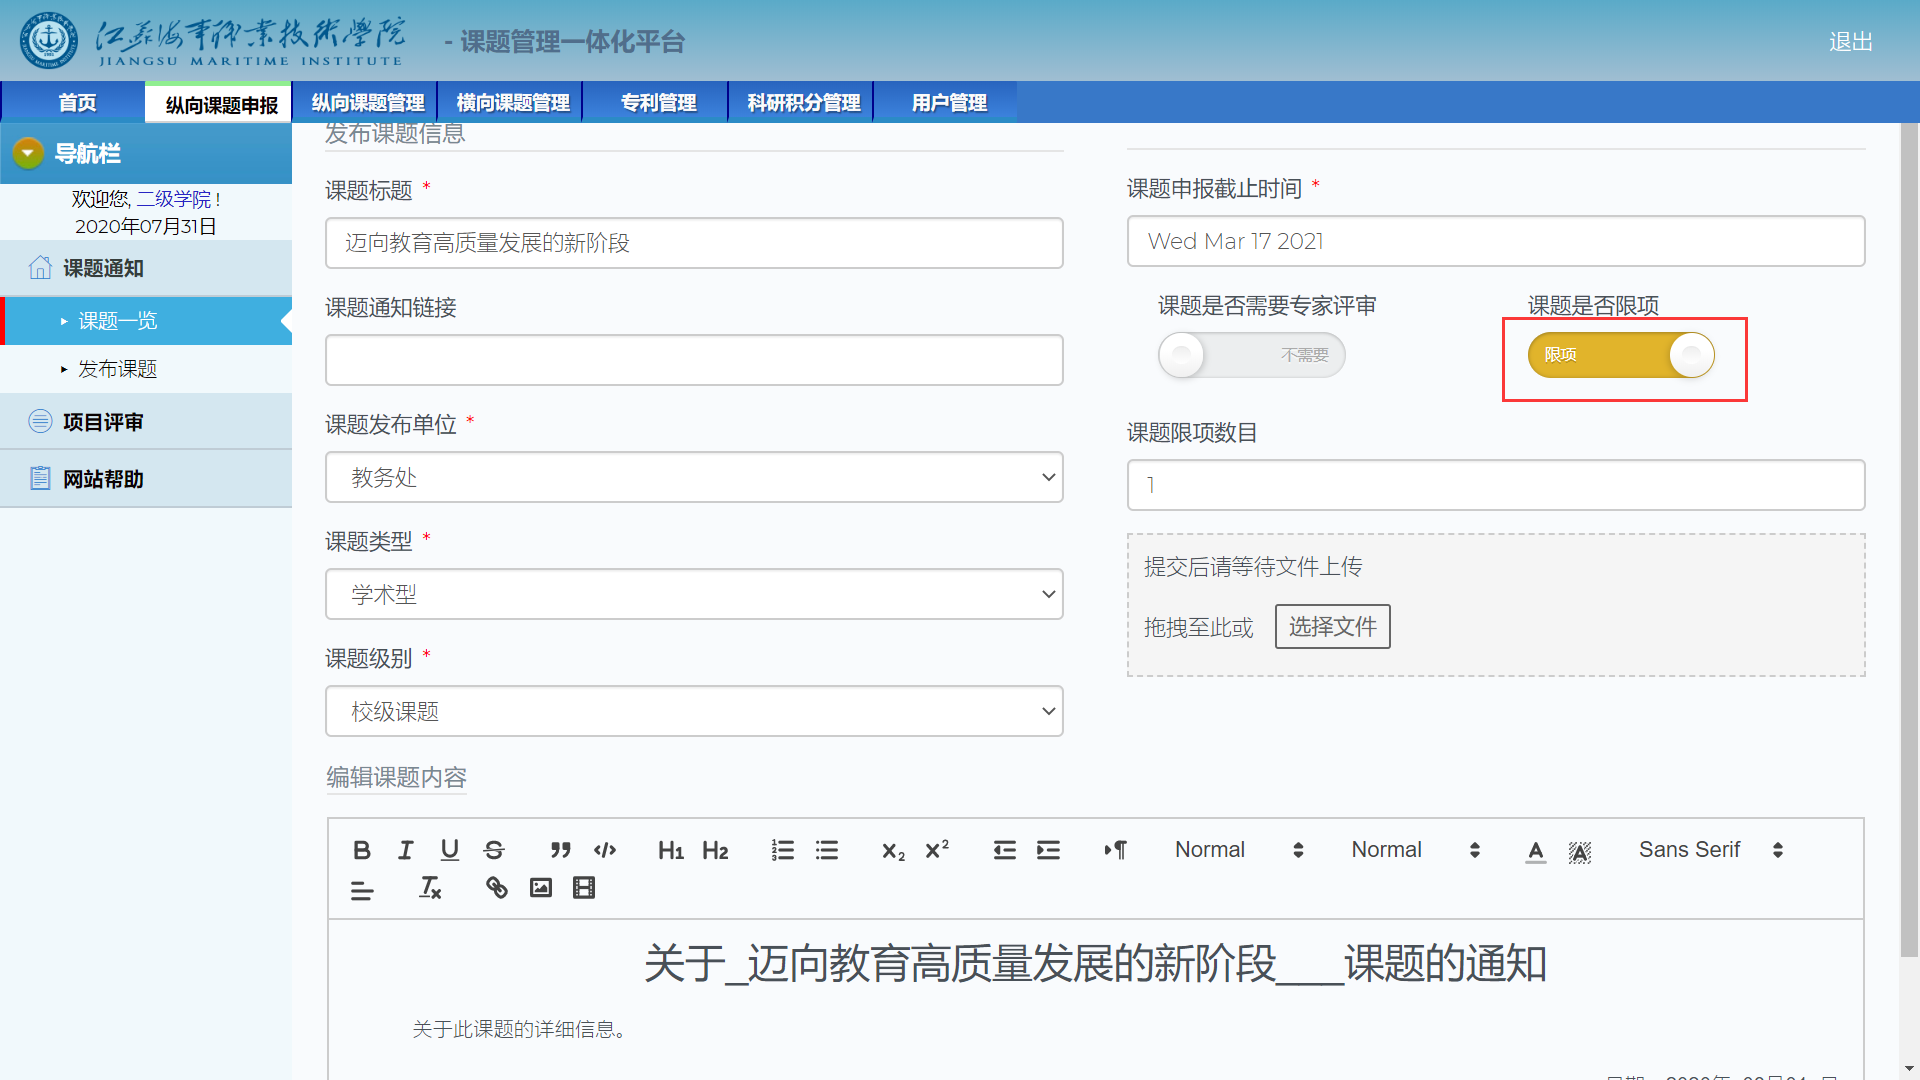 江苏海事职业技术學院
JIANGSU MARITIME INSTITUTE
- 课题管理一体化平台
退出
首页 纵向课题申报 纵向课题管理 横向课题管理 专利管理 科研积分管理 用户管理
导航栏
欢迎您, 二级学院 !
2020年07月31日
课题通知
课题一览
发布课题
项目评审
网站帮助
发布课题信息
课题标题 *
迈向教育高质量发展的新阶段
课题通知链接
课题发布单位 *
教务处
课题类型 *
学术型
课题级别 *
校级课题
课题申报截止时间 *
Wed Mar 17 2021
课题是否需要专家评审
不需要
课题是否限项
限项
课题限项数目
1
提交后请等待文件上传
拖拽至此或 选择文件
编辑课题内容
Normal Normal Sans Serif
关于_迈向教育高质量发展的新阶段___课题的通知
关于此课题的详细信息。